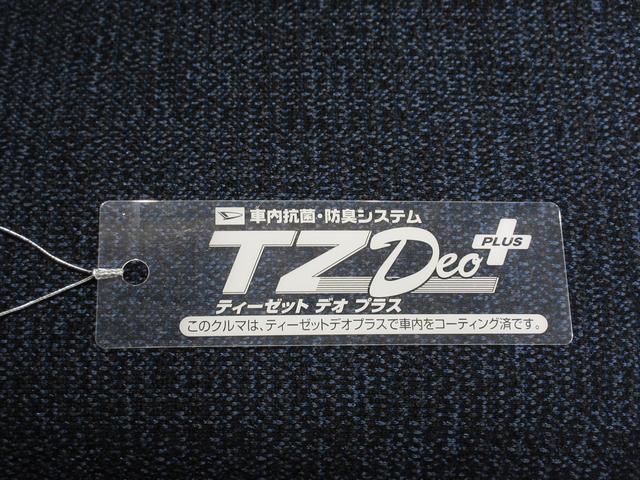 車内抗菌・防臭システム
TZ Deo PLUS
ティーゼット デオ プラス
このクルマは、ティーゼットデオプラスで車内をコーティング済です。